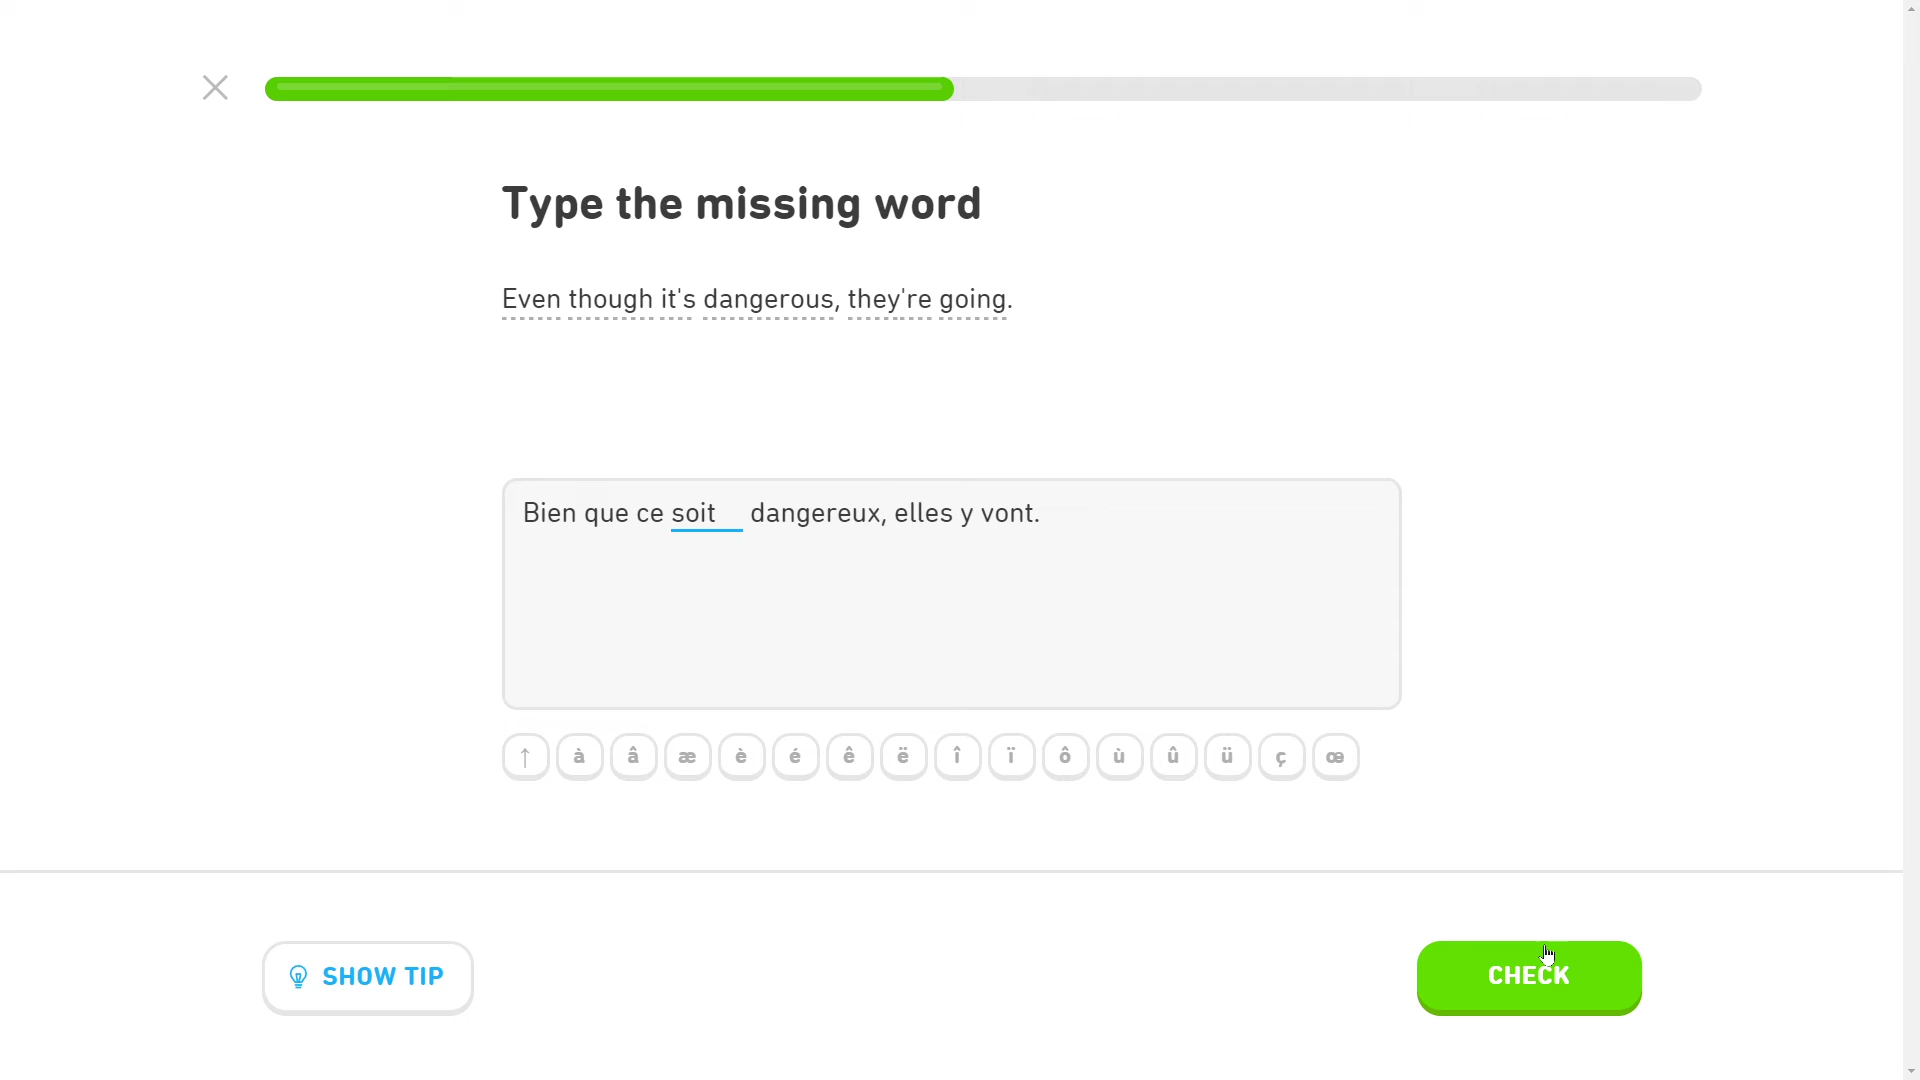 Type the missing word
Even though it's dangerous, they're going.
Bien que ce soit dangereux, elles y vont.
↑ à â æ è é ê ë î ï ô ù û ü ç œ
SHOW TIP
CHECK